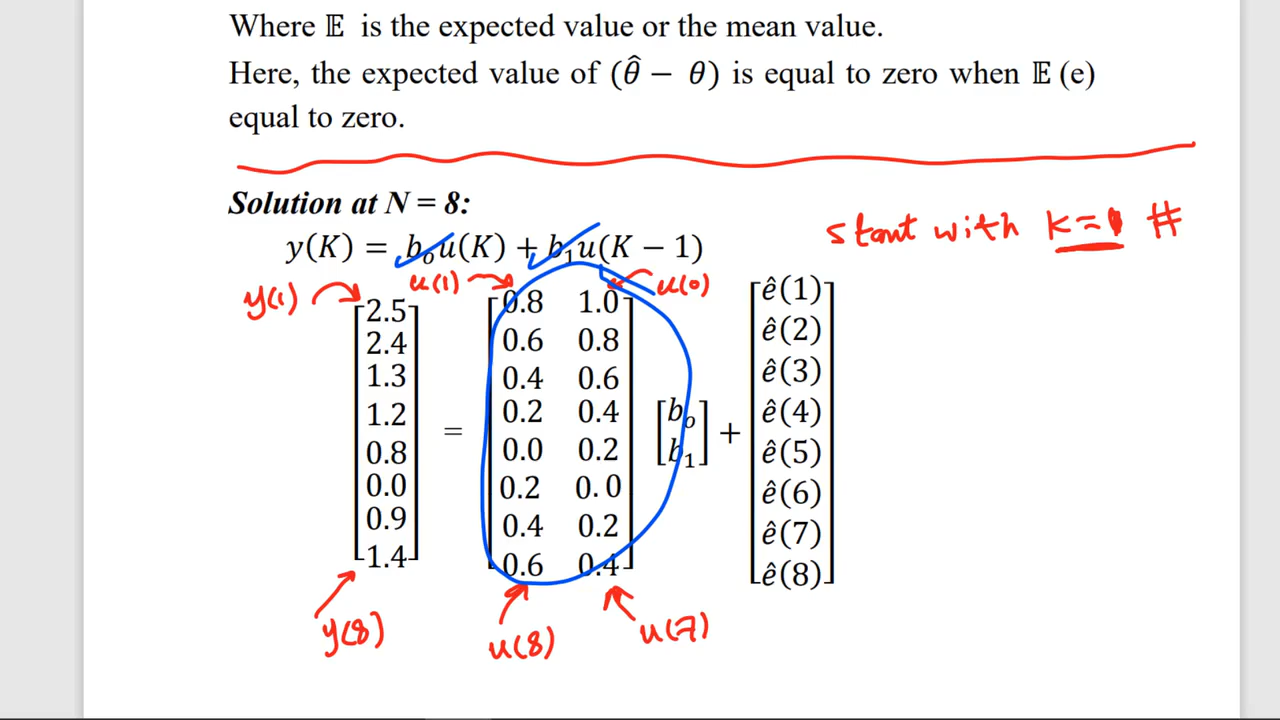 Where 𝔼 is the expected value or the mean value.
Here, the expected value of (θ̂ − θ) is equal to zero when 𝔼 (e)
equal to zero.
Solution at N = 8:
start with K=1 #
y(K) = b₀u(K) + b₁u(K − 1)
y(1) u(1) u(0)
2.5 0.8 1.0 ê(1)
2.4 0.6 0.8 ê(2)
1.3 0.4 0.6 ê(3)
1.2 0.2 0.4 bₒ ê(4)
= +
0.8 0.0 0.2 b₁ ê(5)
0.0 0.2 0.0 ê(6)
0.9 0.4 0.2 ê(7)
1.4 0.6 0.4 ê(8)
y(8) u(8) u(7)